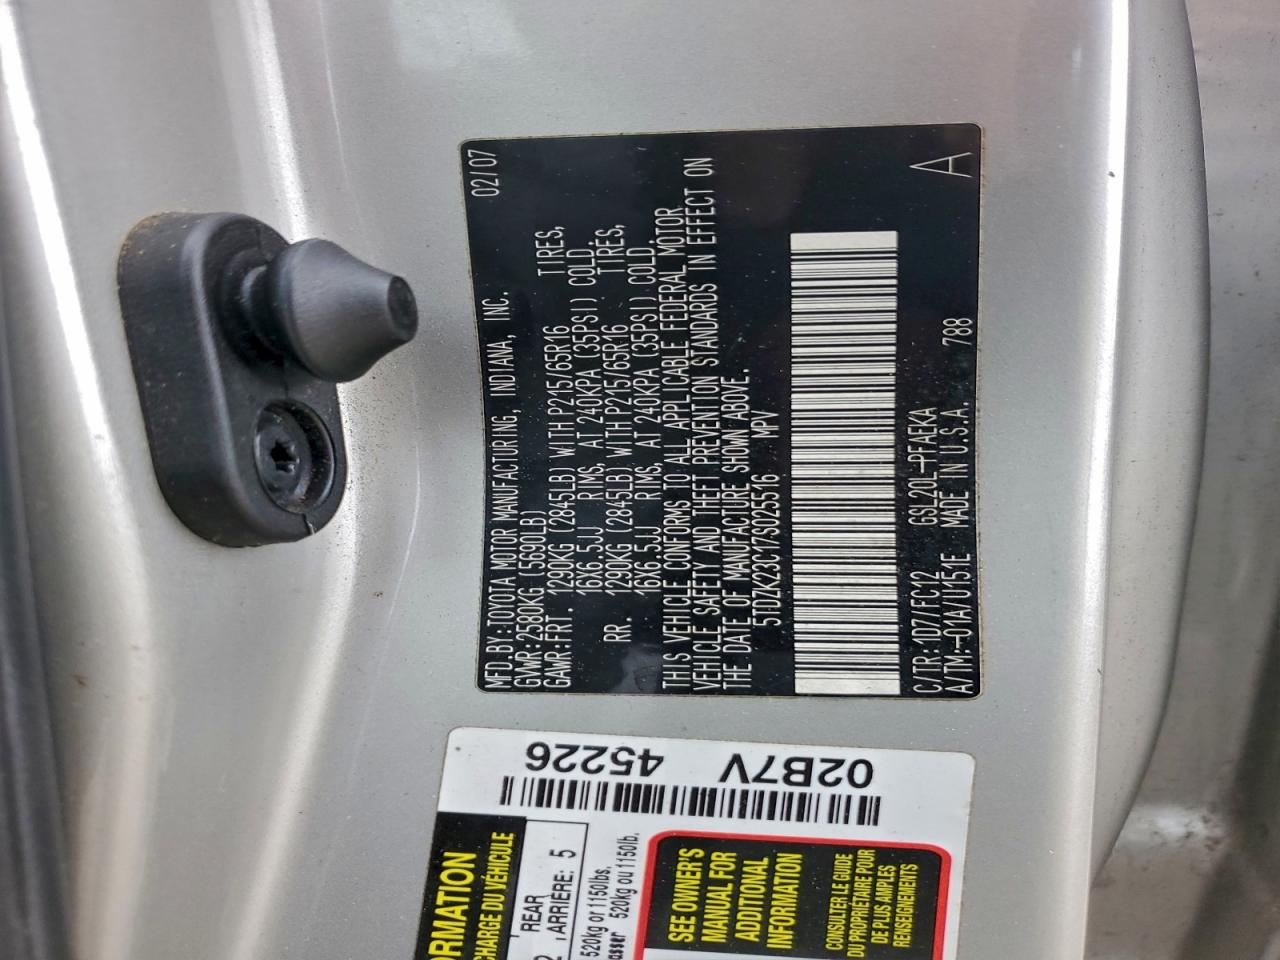 MFD.BY:TOYOTA MOTOR MANUFACTURING, INDIANA, INC. 02/07
GVWR:2580KG (5690LB)
GAWR:FRT. 1290KG (2845LB) WITH P215/65R16 TIRES,
16X6.5JJ RIMS, AT 240KPA (35PSI) COLD.
RR. 1290KG (2845LB) WITH P215/65R16 TIRES,
16X6.5JJ RIMS, AT 240KPA (35PSI) COLD.
THIS VEHICLE CONFORMS TO ALL APPLICABLE FEDERAL MOTOR
VEHICLE SAFETY AND THEFT PREVENTION STANDARDS IN EFFECT ON
THE DATE OF MANUFACTURE SHOWN ABOVE.
5TDZK23C17S025516 MPV
C/TR: 1D7/FC12 GSL20L-PFAEKA
A/TM:-01A/U151E MADE IN U.S.A. 788 A
45226
02B7V
ORMATION
CHARGE DU VÉHICULE
REAR
ARRIÈRE: 5
520kg or 1150lbs.
asser 520kg ou 1150lb.
SEE OWNER'S
MANUAL FOR
ADDITIONAL
INFORMATION
CONSULTER LE GUIDE
DU PROPRIÉTAIRE POUR
DE PLUS AMPLES
RENSEIGNEMENTS